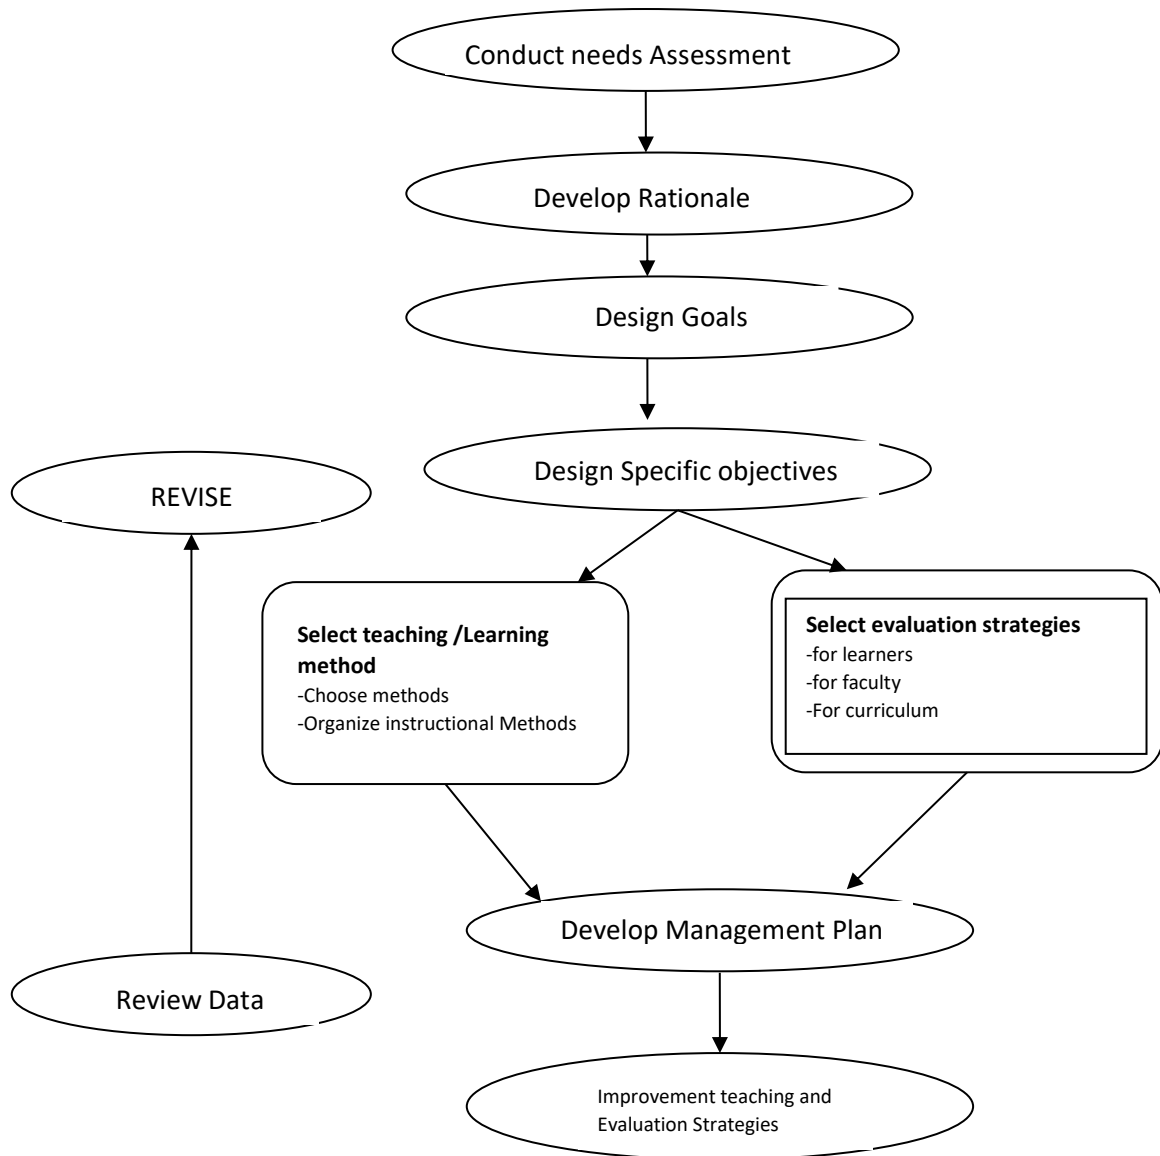 Conduct needs Assessment
Develop Rationale
Design Goals
Design Specific objectives
REVISE
Select teaching /Learning
method
-Choose methods
-Organize instructional Methods
Select evaluation strategies
-for learners
-for faculty
-For curriculum
Develop Management Plan
Review Data
Improvement teaching and
Evaluation Strategies